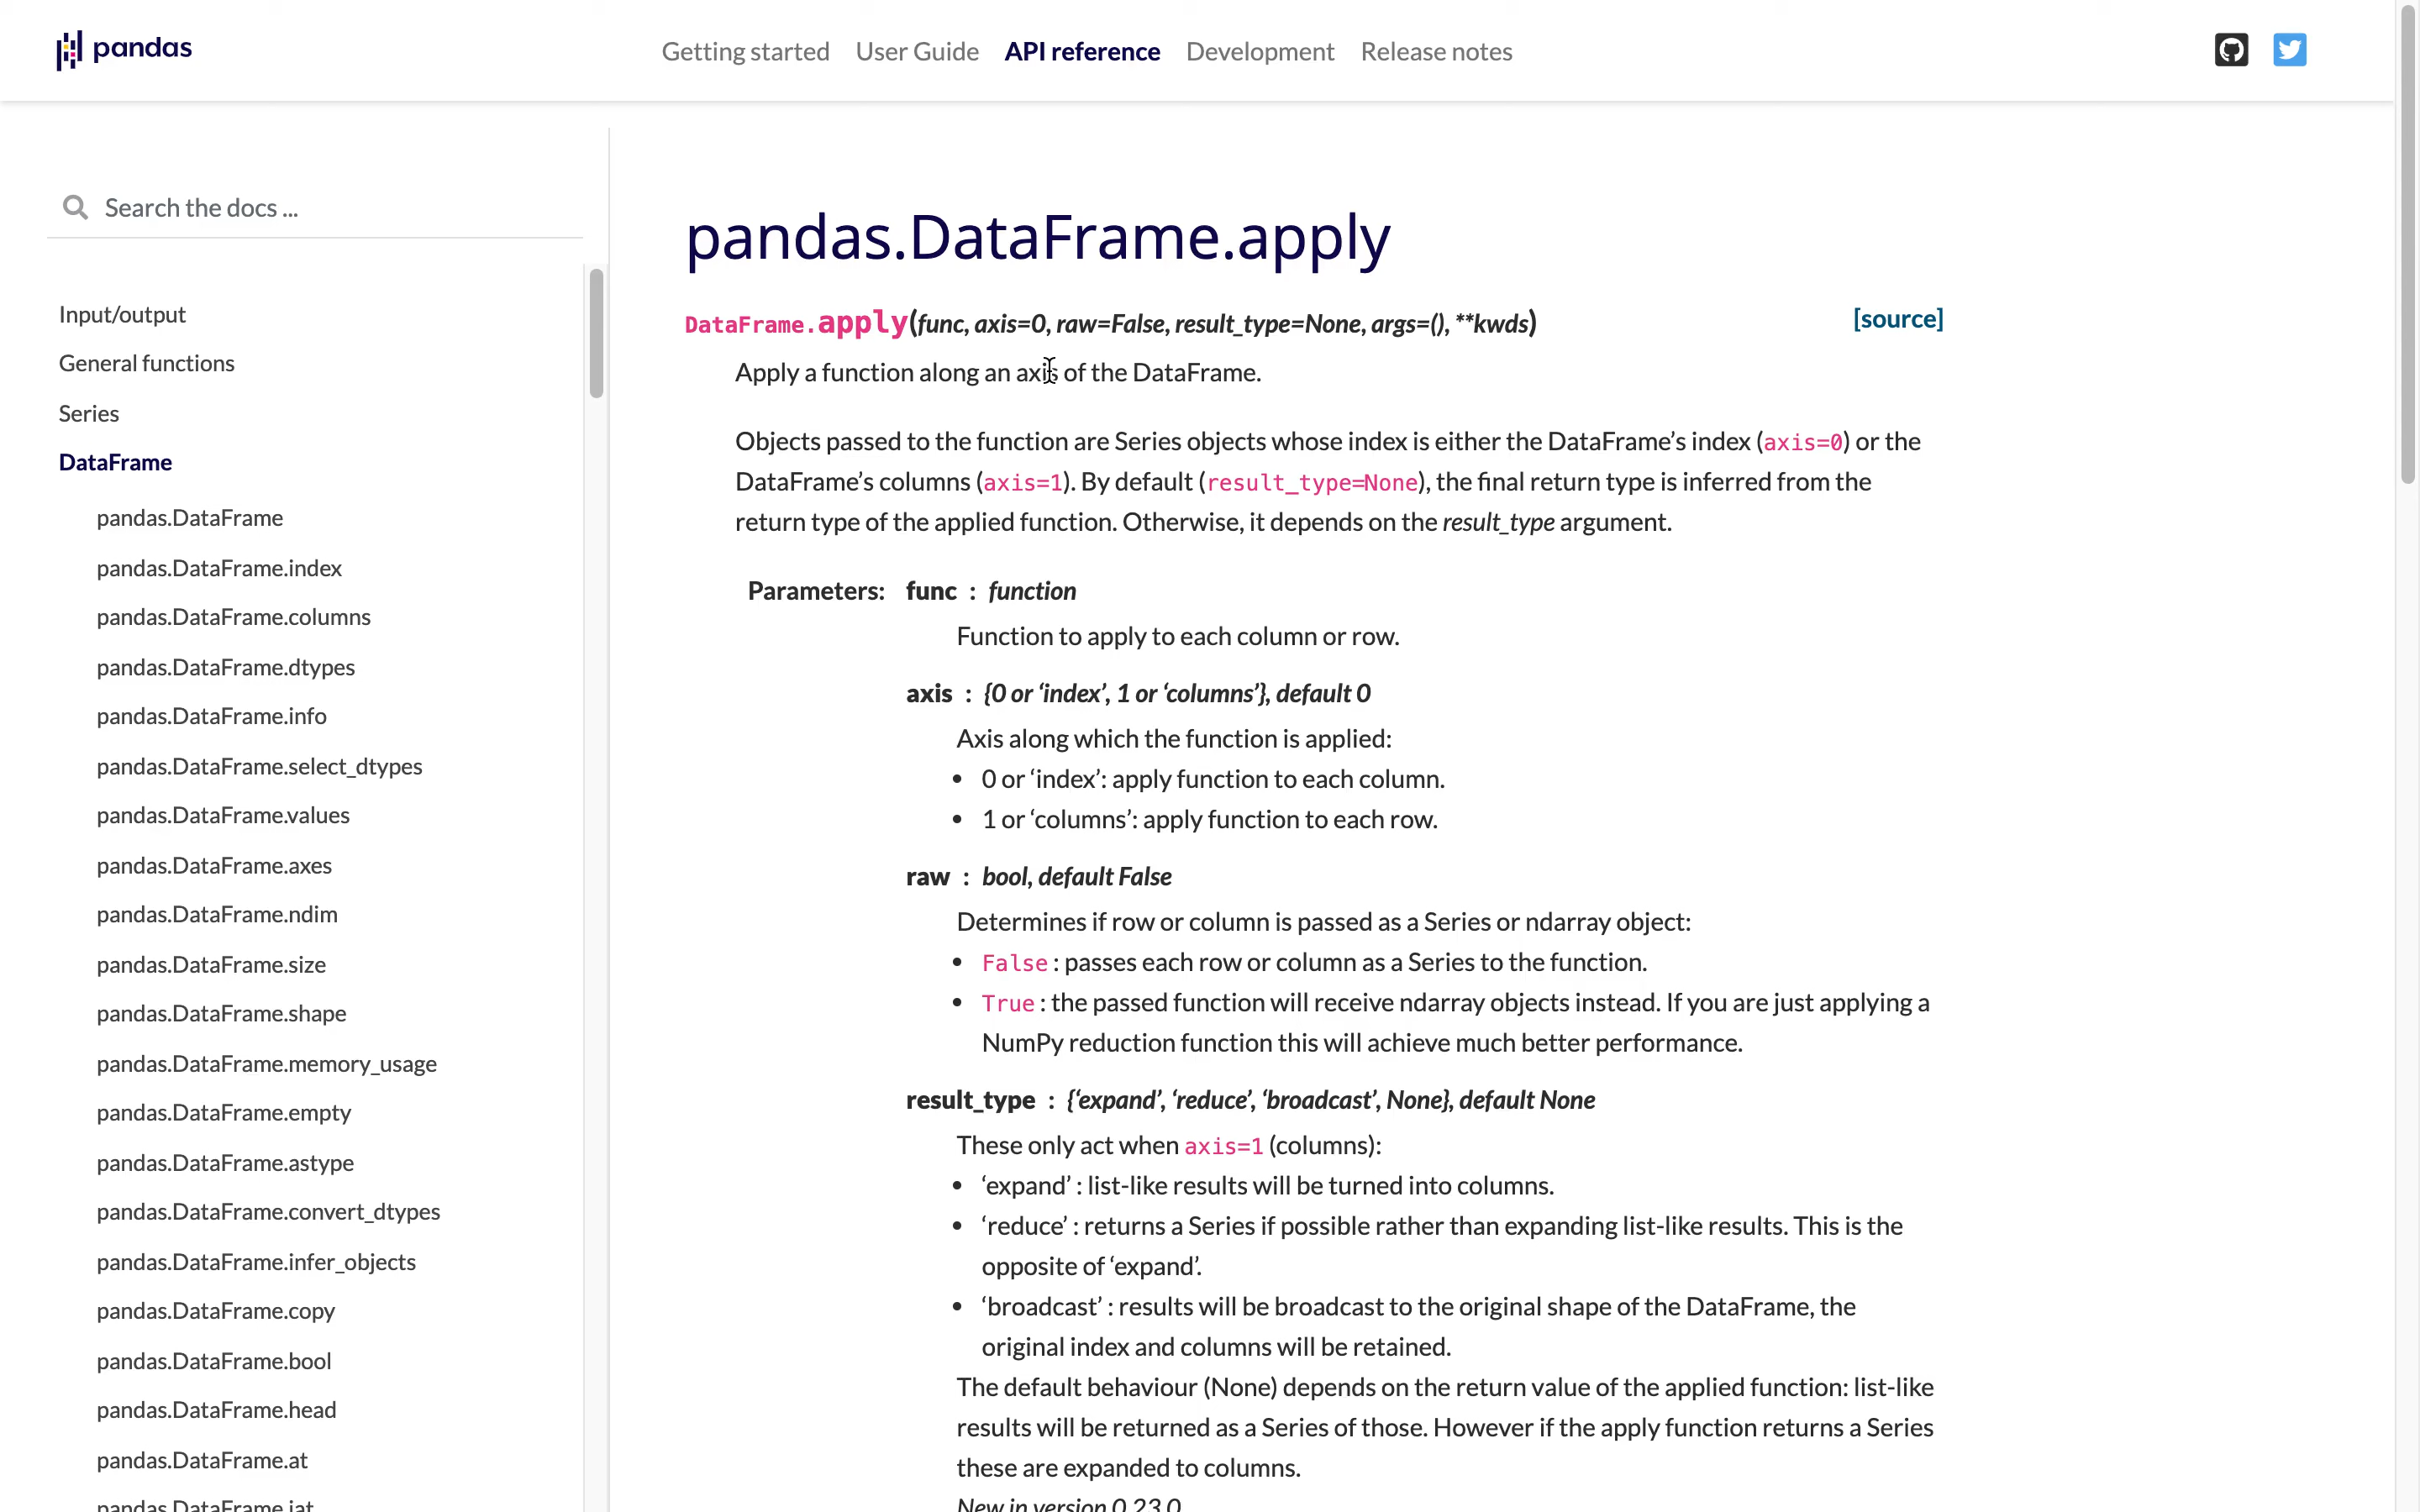 pandas
Getting started User Guide API reference Development Release notes
Search the docs ...
Input/output
General functions
Series
DataFrame
pandas.DataFrame
pandas.DataFrame.index
pandas.DataFrame.columns
pandas.DataFrame.dtypes
pandas.DataFrame.info
pandas.DataFrame.select_dtypes
pandas.DataFrame.values
pandas.DataFrame.axes
pandas.DataFrame.ndim
pandas.DataFrame.size
pandas.DataFrame.shape
pandas.DataFrame.memory_usage
pandas.DataFrame.empty
pandas.DataFrame.astype
pandas.DataFrame.convert_dtypes
pandas.DataFrame.infer_objects
pandas.DataFrame.copy
pandas.DataFrame.bool
pandas.DataFrame.head
pandas.DataFrame.at
pandas.DataFrame.iat
pandas.DataFrame.apply
DataFrame.apply(func, axis=0, raw=False, result_type=None, args=(), **kwds) [source]
Apply a function along an axis of the DataFrame.
Objects passed to the function are Series objects whose index is either the DataFrame’s index (axis=0) or the
DataFrame’s columns (axis=1). By default (result_type=None), the final return type is inferred from the
return type of the applied function. Otherwise, it depends on the result_type argument.
Parameters: func : function
Function to apply to each column or row.
axis : {0 or ‘index’, 1 or ‘columns’}, default 0
Axis along which the function is applied:
• 0 or ‘index’: apply function to each column.
• 1 or ‘columns’: apply function to each row.
raw : bool, default False
Determines if row or column is passed as a Series or ndarray object:
• False : passes each row or column as a Series to the function.
• True : the passed function will receive ndarray objects instead. If you are just applying a
NumPy reduction function this will achieve much better performance.
result_type : {‘expand’, ‘reduce’, ‘broadcast’, None}, default None
These only act when axis=1 (columns):
• ‘expand’ : list-like results will be turned into columns.
• ‘reduce’ : returns a Series if possible rather than expanding list-like results. This is the
opposite of ‘expand’.
• ‘broadcast’ : results will be broadcast to the original shape of the DataFrame, the
original index and columns will be retained.
The default behaviour (None) depends on the return value of the applied function: list-like
results will be returned as a Series of those. However if the apply function returns a Series
these are expanded to columns.
New in version 0.23.0